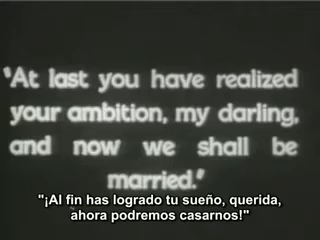 "At last you have realized
your ambition, my darling,
and now we shall be
married."
"¡Al fin has logrado tu sueño, querida,
ahora podremos casarnos!"